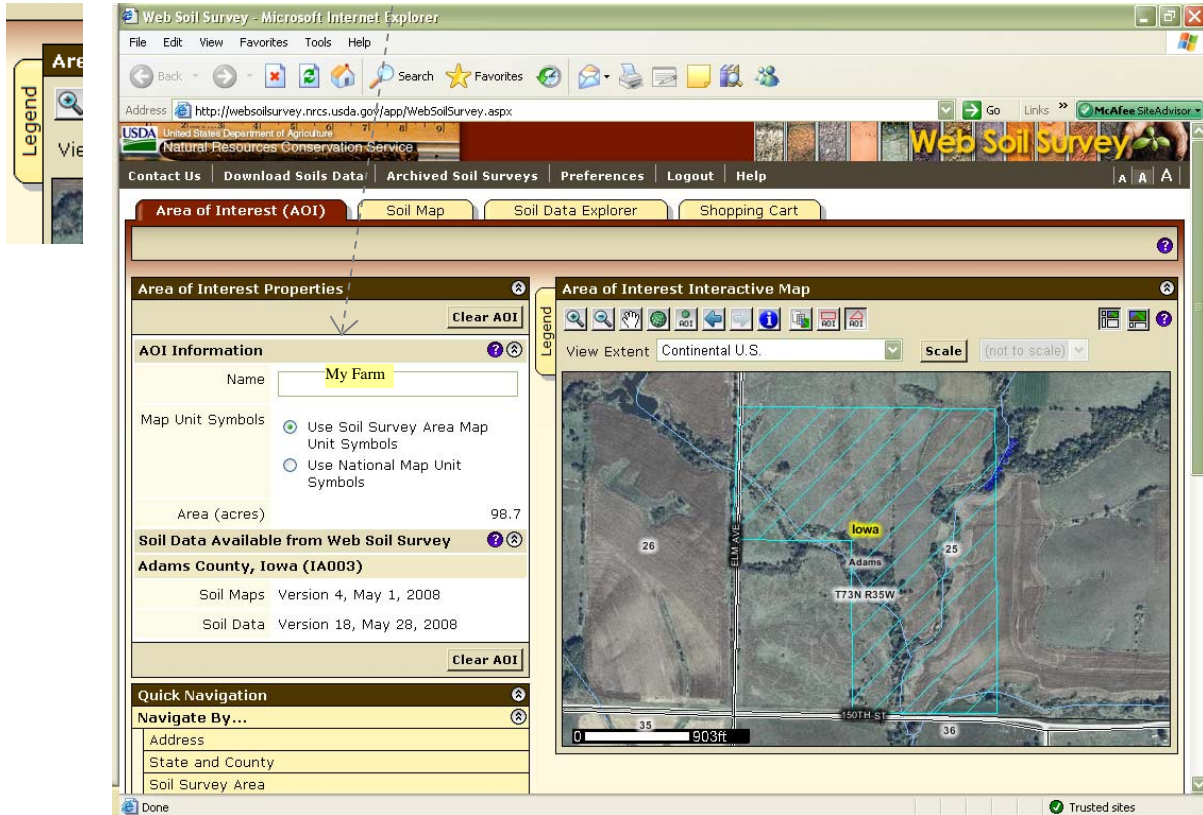 Are
Legend
Vie
Web Soil Survey - Microsoft Internet Explorer
File Edit View Favorites Tools Help
Back Search Favorites
Address http://websoilsurvey.nrcs.usda.gov/app/WebSoilSurvey.aspx Go Links » McAfee SiteAdvisor
USDA United States Department of Agriculture
Natural Resources Conservation Service
Web Soil Survey
Contact Us | Download Soils Data | Archived Soil Surveys | Preferences | Logout | Help A A A
Area of Interest (AOI) Soil Map Soil Data Explorer Shopping Cart
Area of Interest Properties
Clear AOI
AOI Information
Name My Farm
Map Unit Symbols
Use Soil Survey Area Map Unit Symbols
Use National Map Unit Symbols
Area (acres) 98.7
Soil Data Available from Web Soil Survey
Adams County, Iowa (IA003)
Soil Maps Version 4, May 1, 2008
Soil Data Version 18, May 28, 2008
Clear AOI
Quick Navigation
Navigate By...
Address
State and County
Soil Survey Area
Legend
Area of Interest Interactive Map
AOI AOI AOI
View Extent Continental U.S. Scale (not to scale)
Iowa
26
ELM AVE
25
Adams
T73N R35W
150TH ST
35
36
0 903ft
Done Trusted sites